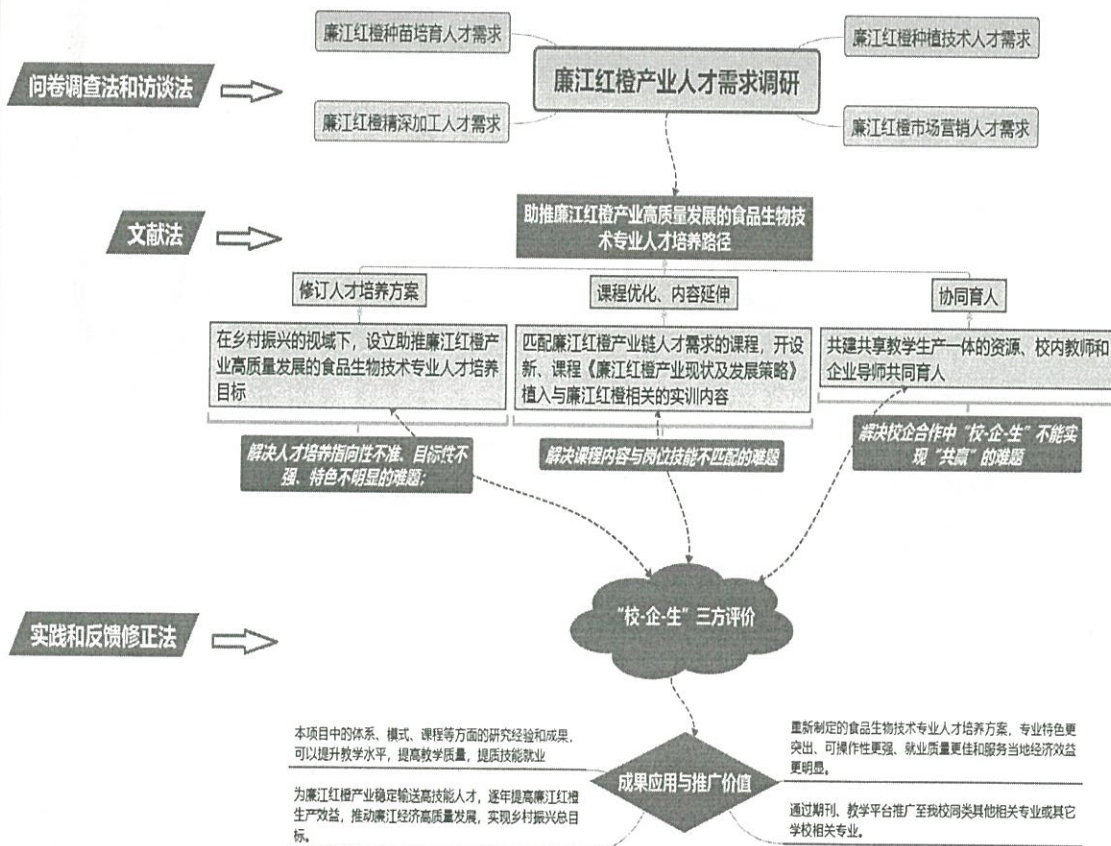 廉江红橙种苗培育人才需求
廉江红橙种植技术人才需求
问卷调查法和访谈法
廉江红橙产业人才需求调研
廉江红橙精深加工人才需求
廉江红橙市场营销人才需求
文献法
助推廉江红橙产业高质量发展的食品生物技
术专业人才培养路径
修订人才培养方案
课程优化、内容延伸
协同育人
在乡村振兴的视域下，设立助推廉江红橙产
业高质量发展的食品生物技术专业人才培养
目标
匹配廉江红橙产业链人才需求的课程，开设
新、课程《廉江红橙产业现状及发展策略》
植入与廉江红橙相关的实训内容
共建共享教学生产一体的资源、校内教师和
企业导师共同育人
解决人才培养指向性不准、目标性不
强、特色不明显的难题；
解决课程内容与岗位技能不匹配的难题
解决校企合作中“校-企-生”不能实
现“共赢”的难题
“校-企-生”三方评价
实践和反馈修正法
本项目中的体系、模式、课程等方面的研究经验和成果，
可以提升教学水平，提高教学质量，提质技能就业
重新制定的食品生物技术专业人才培养方案，专业特色更
突出、可操作性更强、就业质量更佳和服务当地经济效益
更明显。
成果应用与推广价值
为廉江红橙产业稳定输送高技能人才，逐年提高廉江红橙
生产效益，推动廉江经济高质量发展，实现乡村振兴总目
标。
通过期刊、教学平台推广至我校同类其他相关专业或其它
学校相关专业。